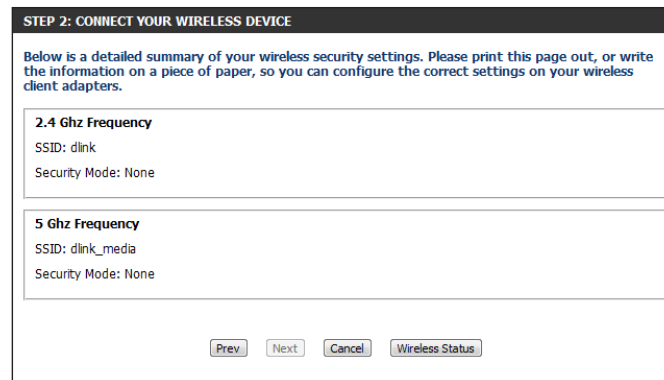 STEP 2: CONNECT YOUR WIRELESS DEVICE
Below is a detailed summary of your wireless security settings. Please print this page out, or write
the information on a piece of paper, so you can configure the correct settings on your wireless
client adapters.
2.4 Ghz Frequency
SSID: dlink
Security Mode: None
5 Ghz Frequency
SSID: dlink_media
Security Mode: None
Prev Next Cancel Wireless Status